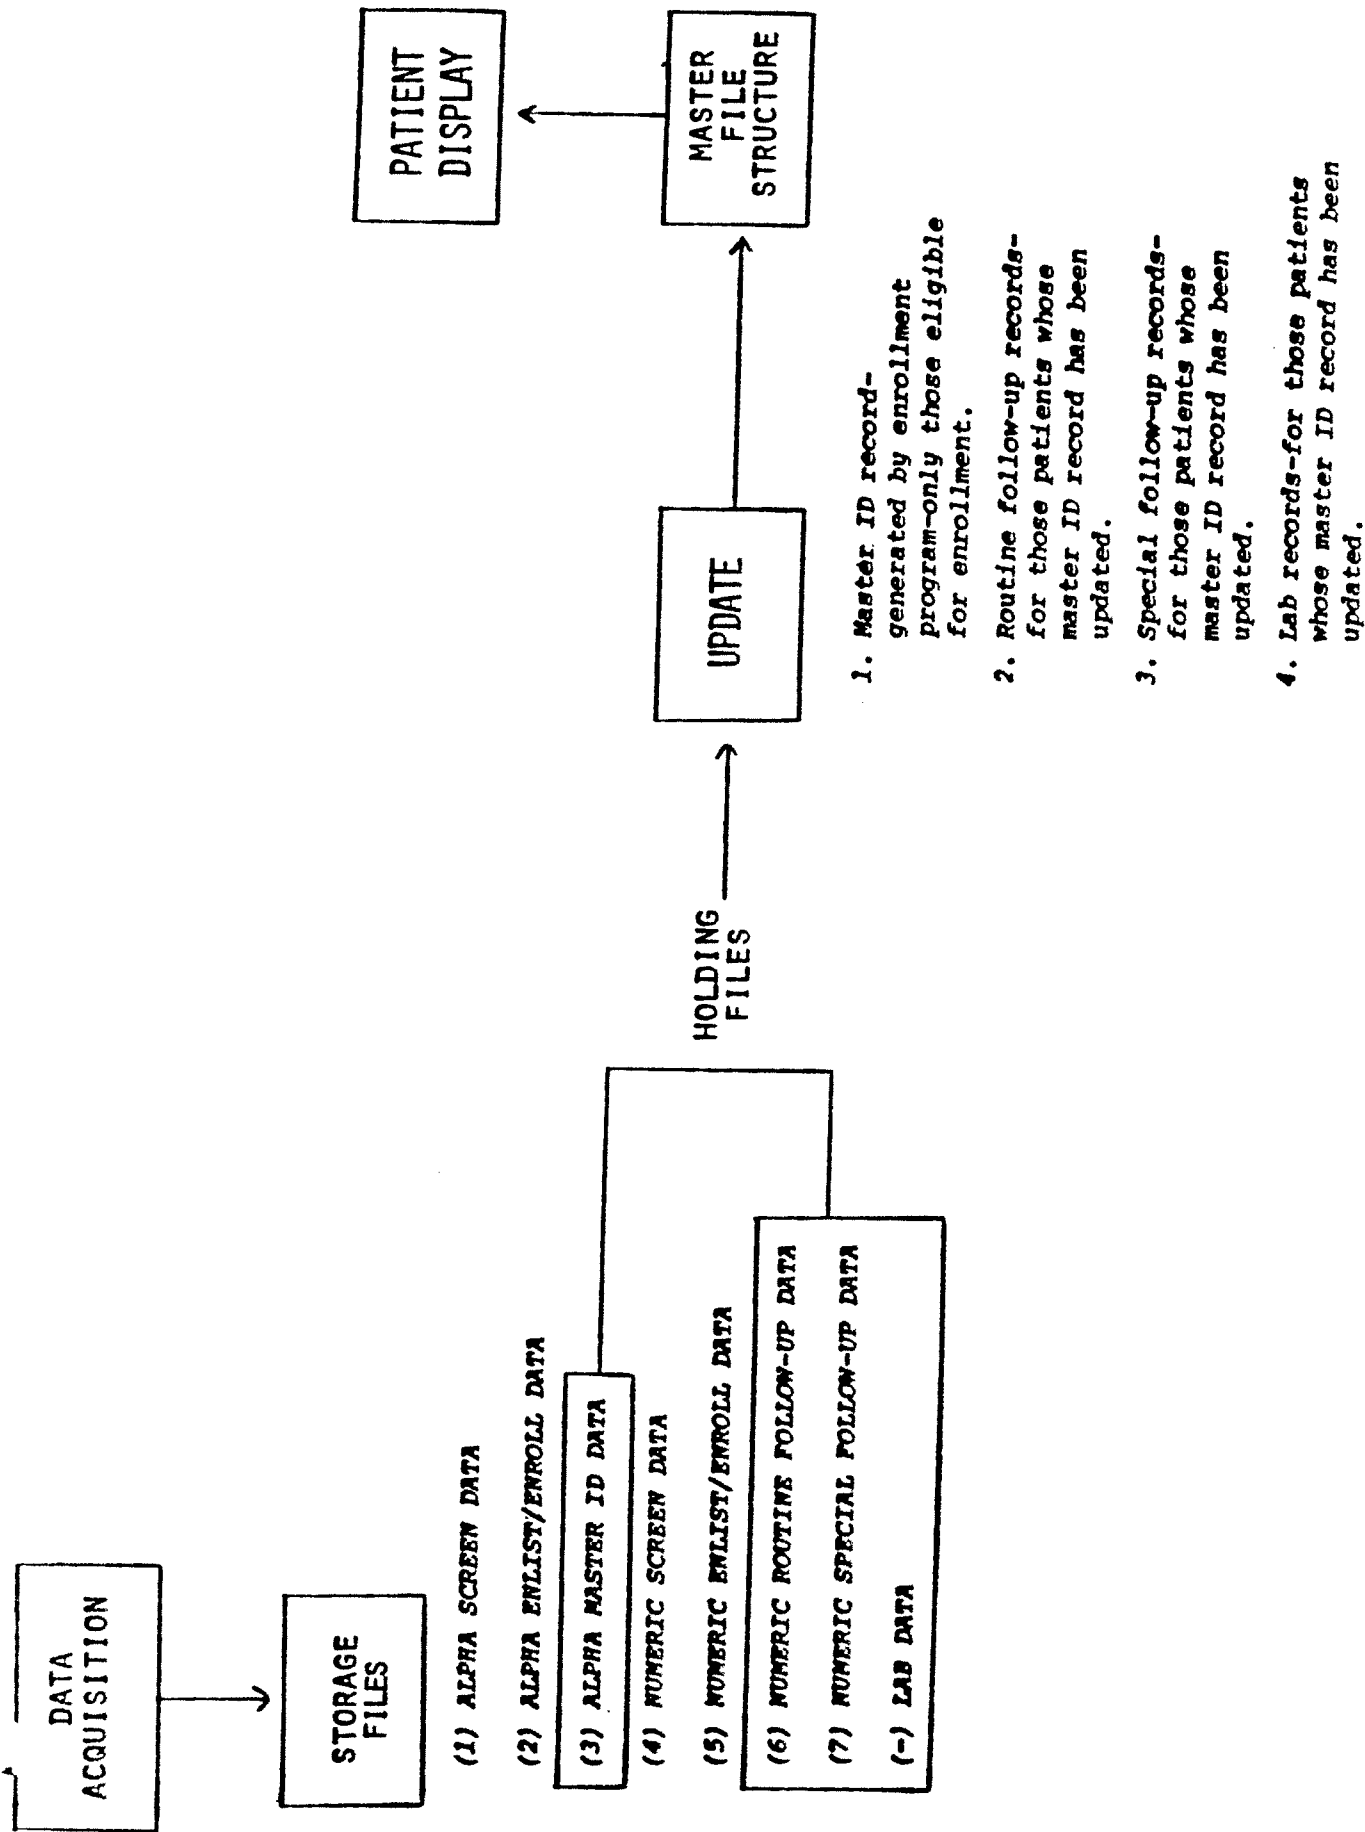 DATA
ACQUISITION
STORAGE
FILES
(1) ALPHA SCREEN DATA
(2) ALPHA ENLIST/ENROLL DATA
(3) ALPHA MASTER ID DATA
(4) NUMERIC SCREEN DATA
(5) NUMERIC ENLIST/ENROLL DATA
(6) NUMERIC ROUTINE FOLLOW-UP DATA
(7) NUMERIC SPECIAL FOLLOW-UP DATA
(-) LAB DATA
HOLDING
FILES
UPDATE
1. Master ID record-
generated by enrollment
program-only those eligible
for enrollment.
2. Routine follow-up records-
for those patients whose
master ID record has been
updated.
3. Special follow-up records-
for those patients whose
master ID record has been
updated.
4. Lab records-for those patients
whose master ID record has been
updated.
MASTER
FILE
STRUCTURE
PATIENT
DISPLAY